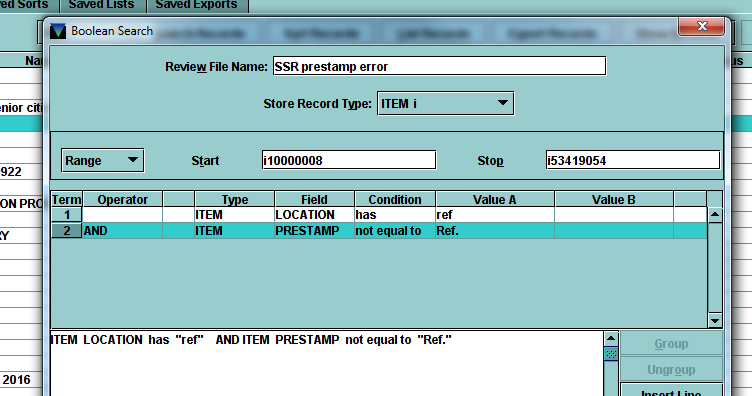 ved Sorts Saved Lists Saved Exports
Boolean Search
Na
us
Review File Name: SSR prestamp error
Store Record Type: ITEM i
enior cit
Range Start i10000008 Stop i53419054
922
Term Operator Type Field Condition Value A Value B
ION PRO
1 ITEM LOCATION has ref
2 AND ITEM PRESTAMP not equal to Ref.
RY
ITEM LOCATION has "ref" AND ITEM PRESTAMP not equal to "Ref."
Group
Ungroup
2016
Insert Line